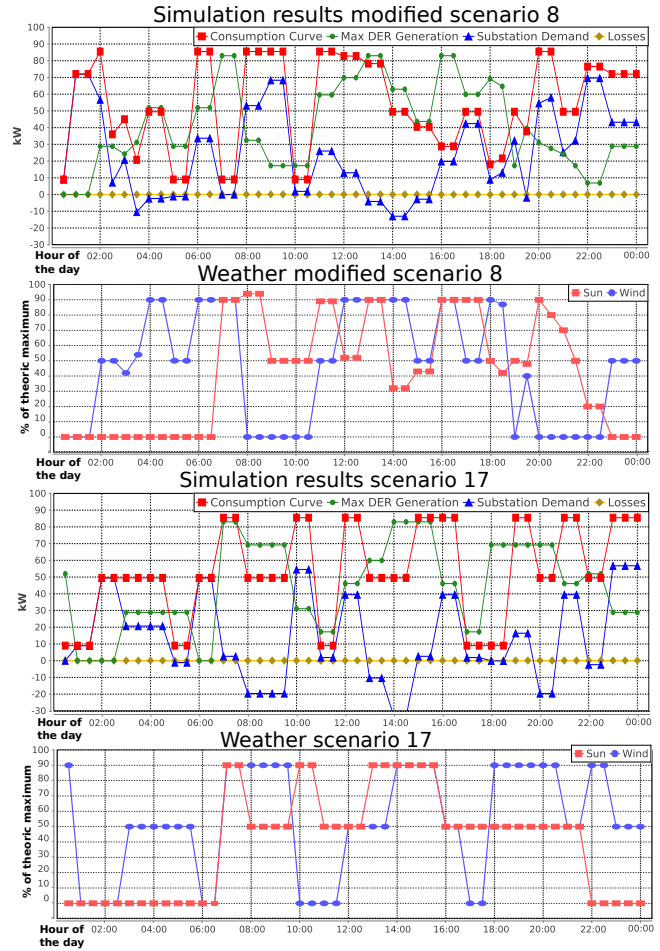 Simulation results modified scenario 8
Consumption Curve Max DER Generation Substation Demand Losses
kW
100
90
80
70
60
50
40
30
20
10
0
-10
-20
-30
Hour of the day
02:00 04:00 06:00 08:00 10:00 12:00 14:00 16:00 18:00 20:00 22:00 00:00
Weather modified scenario 8
Sun Wind
% of theoric maximum
100
90
80
70
60
50
40
30
20
10
0
Hour of the day
02:00 04:00 06:00 08:00 10:00 12:00 14:00 16:00 18:00 20:00 22:00 00:00
Simulation results scenario 17
Consumption Curve Max DER Generation Substation Demand Losses
kW
100
90
80
70
60
50
40
30
20
10
0
-10
-20
-30
Hour of the day
02:00 04:00 06:00 08:00 10:00 12:00 14:00 16:00 18:00 20:00 22:00 00:00
Weather scenario 17
Sun Wind
% of theoric maximum
100
90
80
70
60
50
40
30
20
10
0
Hour of the day
02:00 04:00 06:00 08:00 10:00 12:00 14:00 16:00 18:00 20:00 22:00 00:00